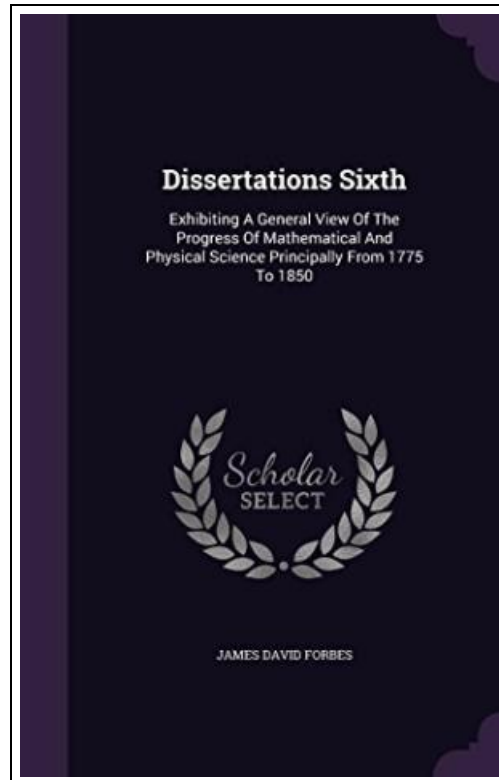 Dissertations Sixth
Exhibiting A General View Of The
Progress Of Mathematical And
Physical Science Principally From 1775
To 1850
Scholar
SELECT
JAMES DAVID FORBES